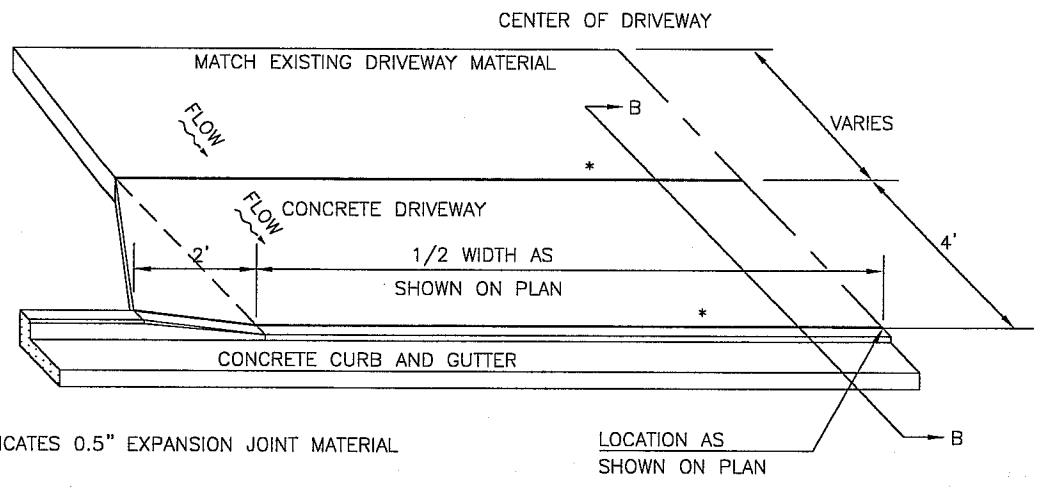 CENTER OF DRIVEWAY
MATCH EXISTING DRIVEWAY MATERIAL
B
FLOW
VARIES
*
FLOW
CONCRETE DRIVEWAY
4'
2'
1/2 WIDTH AS
SHOWN ON PLAN
*
CONCRETE CURB AND GUTTER
B
ICATES 0.5" EXPANSION JOINT MATERIAL
LOCATION AS
SHOWN ON PLAN